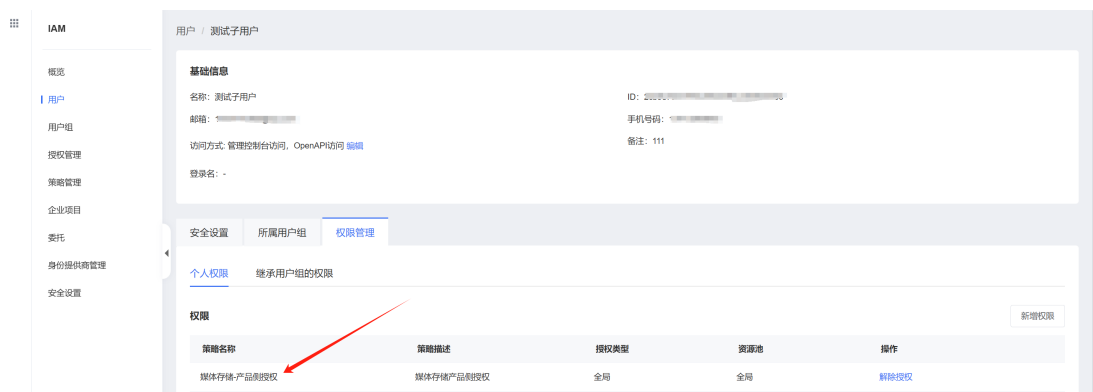 IAM
用户 / 测试子用户
概览
用户
用户组
授权管理
策略管理
企业项目
委托
身份提供商管理
安全设置
基础信息
名称: 测试子用户
ID:
邮箱:
手机号码:
访问方式: 管理控制台访问, OpenAPI访问 编辑
备注: 111
登录名: -
安全设置 所属用户组 权限管理
个人权限 继承用户组的权限
权限
新增权限
策略名称 策略描述 授权类型 资源池 操作
媒体存储-产品侧授权 媒体存储产品侧授权 全局 全局 解除授权